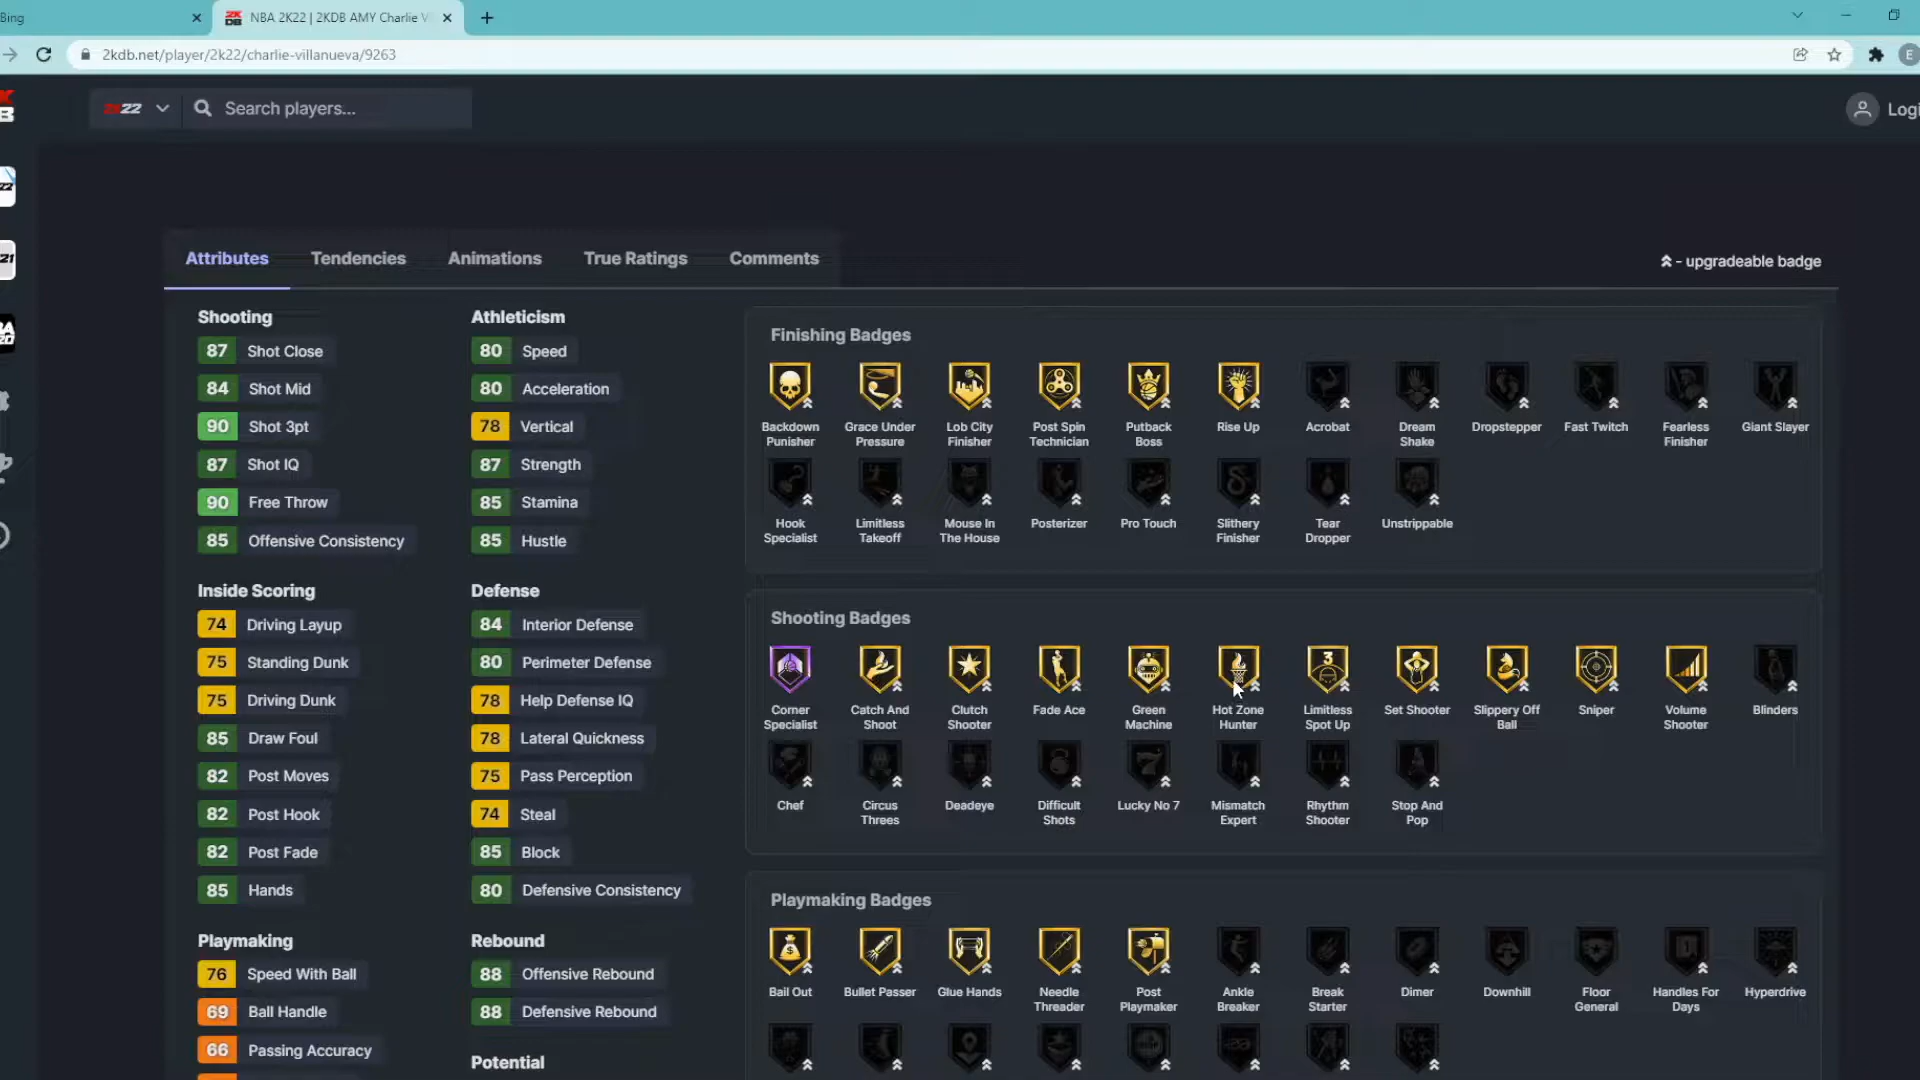 Bing
NBA 2K22 | 2KDB AMY Charlie V
2kdb.net/player/2k22/charlie-villanueva/9263
E
2K22
Search players...
Logi
Attributes
Tendencies
Animations
True Ratings
Comments
- upgradeable badge
Shooting
87 Shot Close
84 Shot Mid
90 Shot 3pt
87 Shot IQ
90 Free Throw
85 Offensive Consistency
Inside Scoring
74 Driving Layup
75 Standing Dunk
75 Driving Dunk
85 Draw Foul
82 Post Moves
82 Post Hook
82 Post Fade
85 Hands
Playmaking
76 Speed With Ball
69 Ball Handle
66 Passing Accuracy
Athleticism
80 Speed
80 Acceleration
78 Vertical
87 Strength
85 Stamina
85 Hustle
Defense
84 Interior Defense
80 Perimeter Defense
78 Help Defense IQ
78 Lateral Quickness
75 Pass Perception
74 Steal
85 Block
80 Defensive Consistency
Rebound
88 Offensive Rebound
88 Defensive Rebound
Potential
Finishing Badges
Backdown Punisher
Grace Under Pressure
Lob City Finisher
Post Spin Technician
Putback Boss
Rise Up
Acrobat
Dream Shake
Dropstepper
Fast Twitch
Fearless Finisher
Giant Slayer
Hook Specialist
Limitless Takeoff
Mouse In The House
Posterizer
Pro Touch
Slithery Finisher
Tear Dropper
Unstrippable
Shooting Badges
Corner Specialist
Catch And Shoot
Clutch Shooter
Fade Ace
Green Machine
Hot Zone Hunter
Limitless Spot Up
Set Shooter
Slippery Off Ball
Sniper
Volume Shooter
Blinders
Chef
Circus Threes
Deadeye
Difficult Shots
Lucky No 7
Mismatch Expert
Rhythm Shooter
Stop And Pop
Playmaking Badges
Bail Out
Bullet Passer
Glue Hands
Needle Threader
Post Playmaker
Ankle Breaker
Break Starter
Dimer
Downhill
Floor General
Handles For Days
Hyperdrive